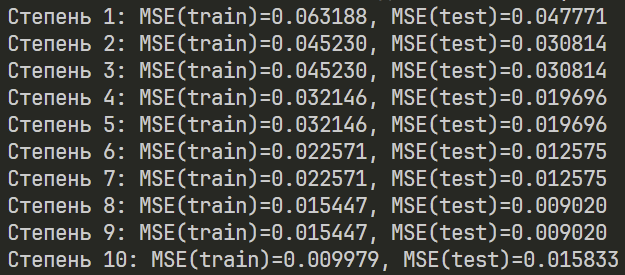 Степень 1: MSE(train)=0.063188, MSE(test)=0.047771
Степень 2: MSE(train)=0.045230, MSE(test)=0.030814
Степень 3: MSE(train)=0.045230, MSE(test)=0.030814
Степень 4: MSE(train)=0.032146, MSE(test)=0.019696
Степень 5: MSE(train)=0.032146, MSE(test)=0.019696
Степень 6: MSE(train)=0.022571, MSE(test)=0.012575
Степень 7: MSE(train)=0.022571, MSE(test)=0.012575
Степень 8: MSE(train)=0.015447, MSE(test)=0.009020
Степень 9: MSE(train)=0.015447, MSE(test)=0.009020
Степень 10: MSE(train)=0.009979, MSE(test)=0.015833